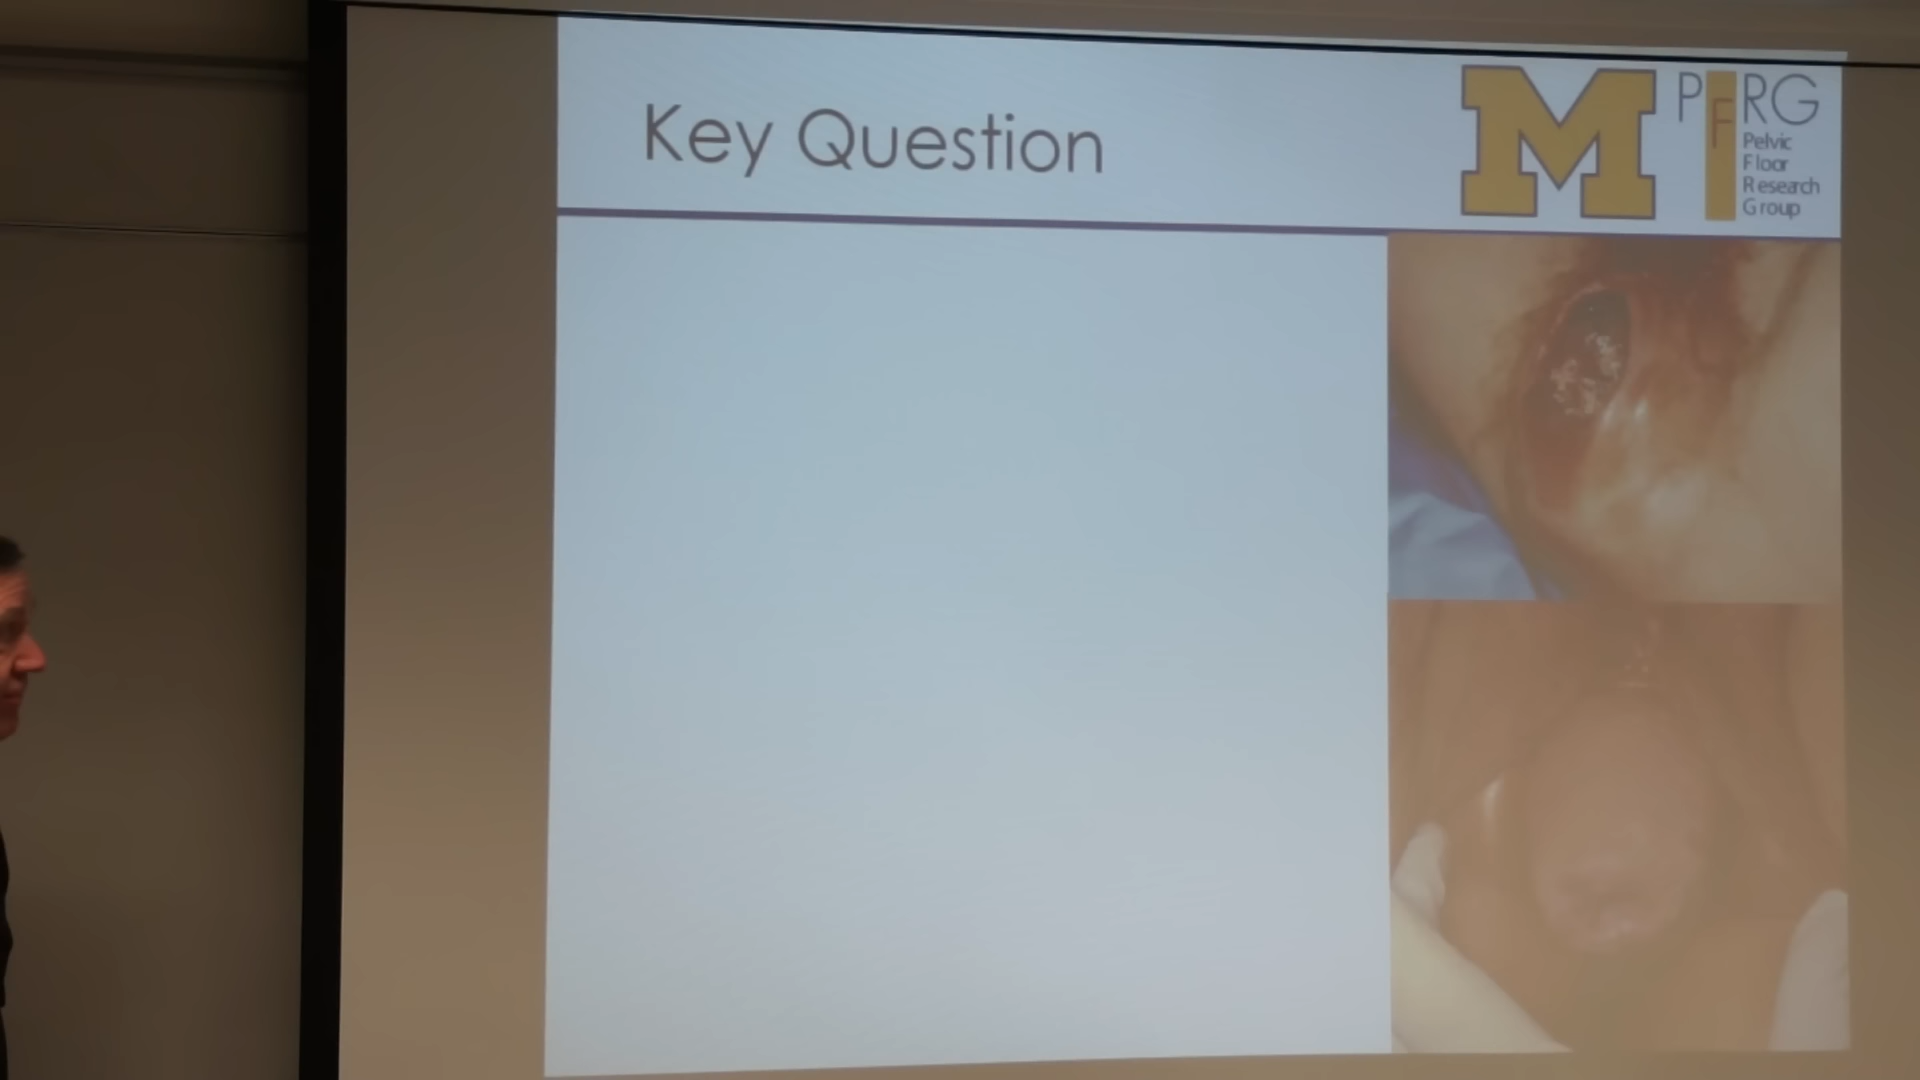 Key Question
M
PFRG
Pelvic
Floor
Research
Group